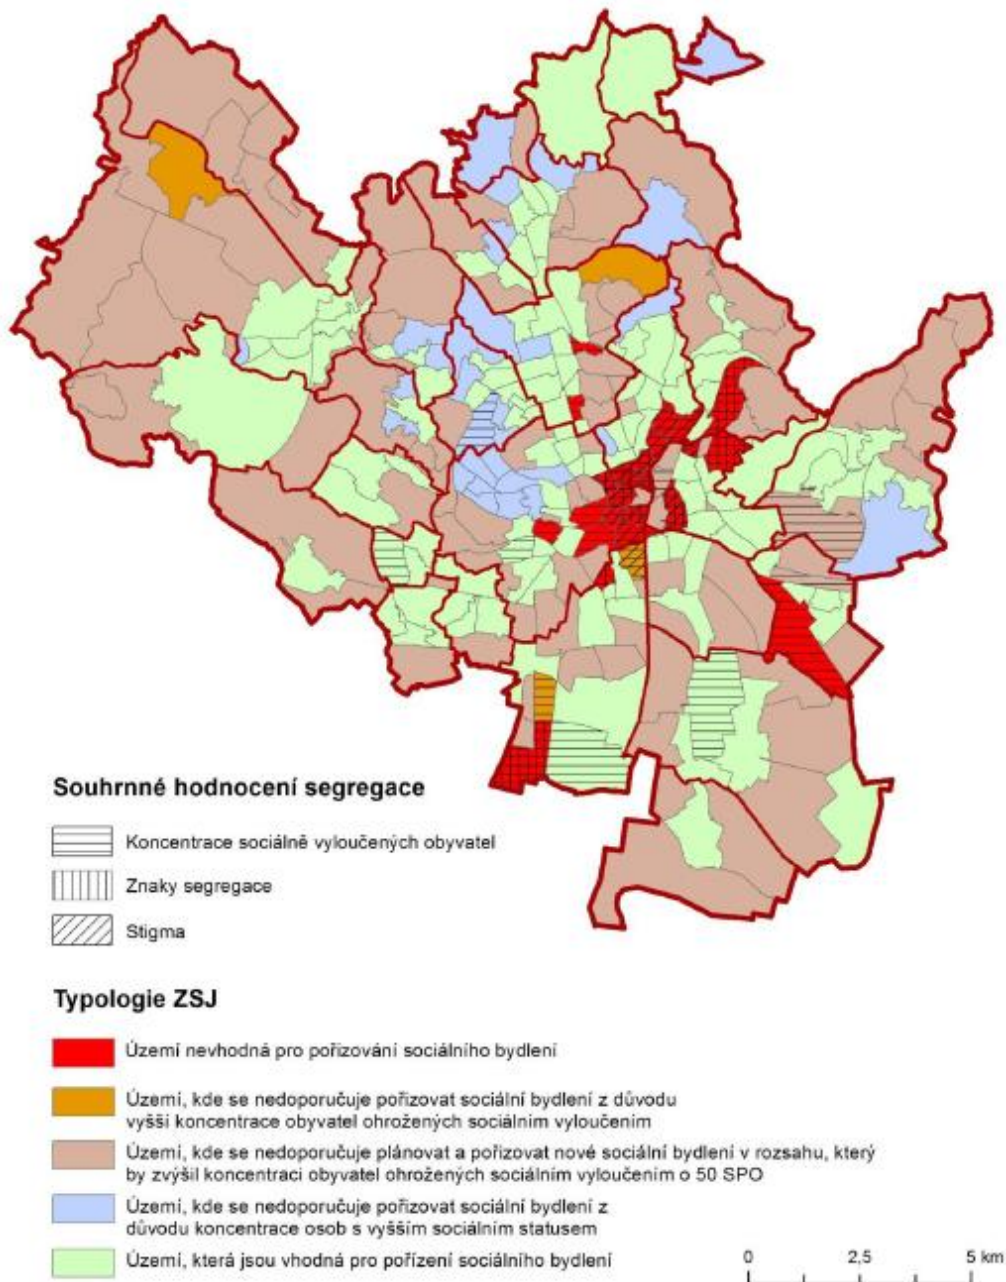 Souhrnné hodnocení segregace
Koncentrace sociálně vyloučených obyvatel
Znaky segregace
Stigma
Typologie ZSJ
Území nevhodná pro pořizování sociálního bydlení
Území, kde se nedoporučuje pořizovat sociální bydlení z důvodu
vyšší koncentrace obyvatel ohrožených sociálním vyloučením
Území, kde se nedoporučuje plánovat a pořizovat nové sociální bydlení v rozsahu, který
by zvýšil koncentraci obyvatel ohrožených sociálním vyloučením o 50 SPO
Území, kde se nedoporučuje pořizovat sociální bydlení z
důvodu koncentrace osob s vyšším sociálním statusem
Území, která jsou vhodná pro pořízení sociálního bydlení
0 2,5 5 km